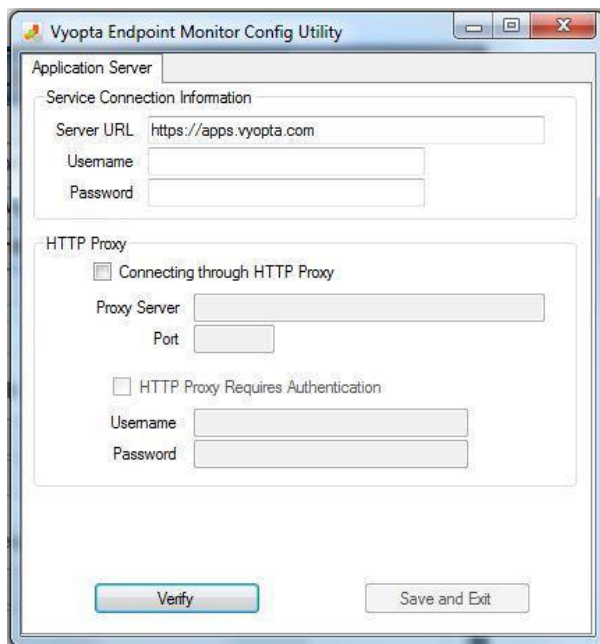 Vyopta Endpoint Monitor Config Utility
Application Server
Service Connection Information
Server URL https://apps.vyopta.com
Username
Password
HTTP Proxy
Connecting through HTTP Proxy
Proxy Server
Port
HTTP Proxy Requires Authentication
Username
Password
Verify Save and Exit